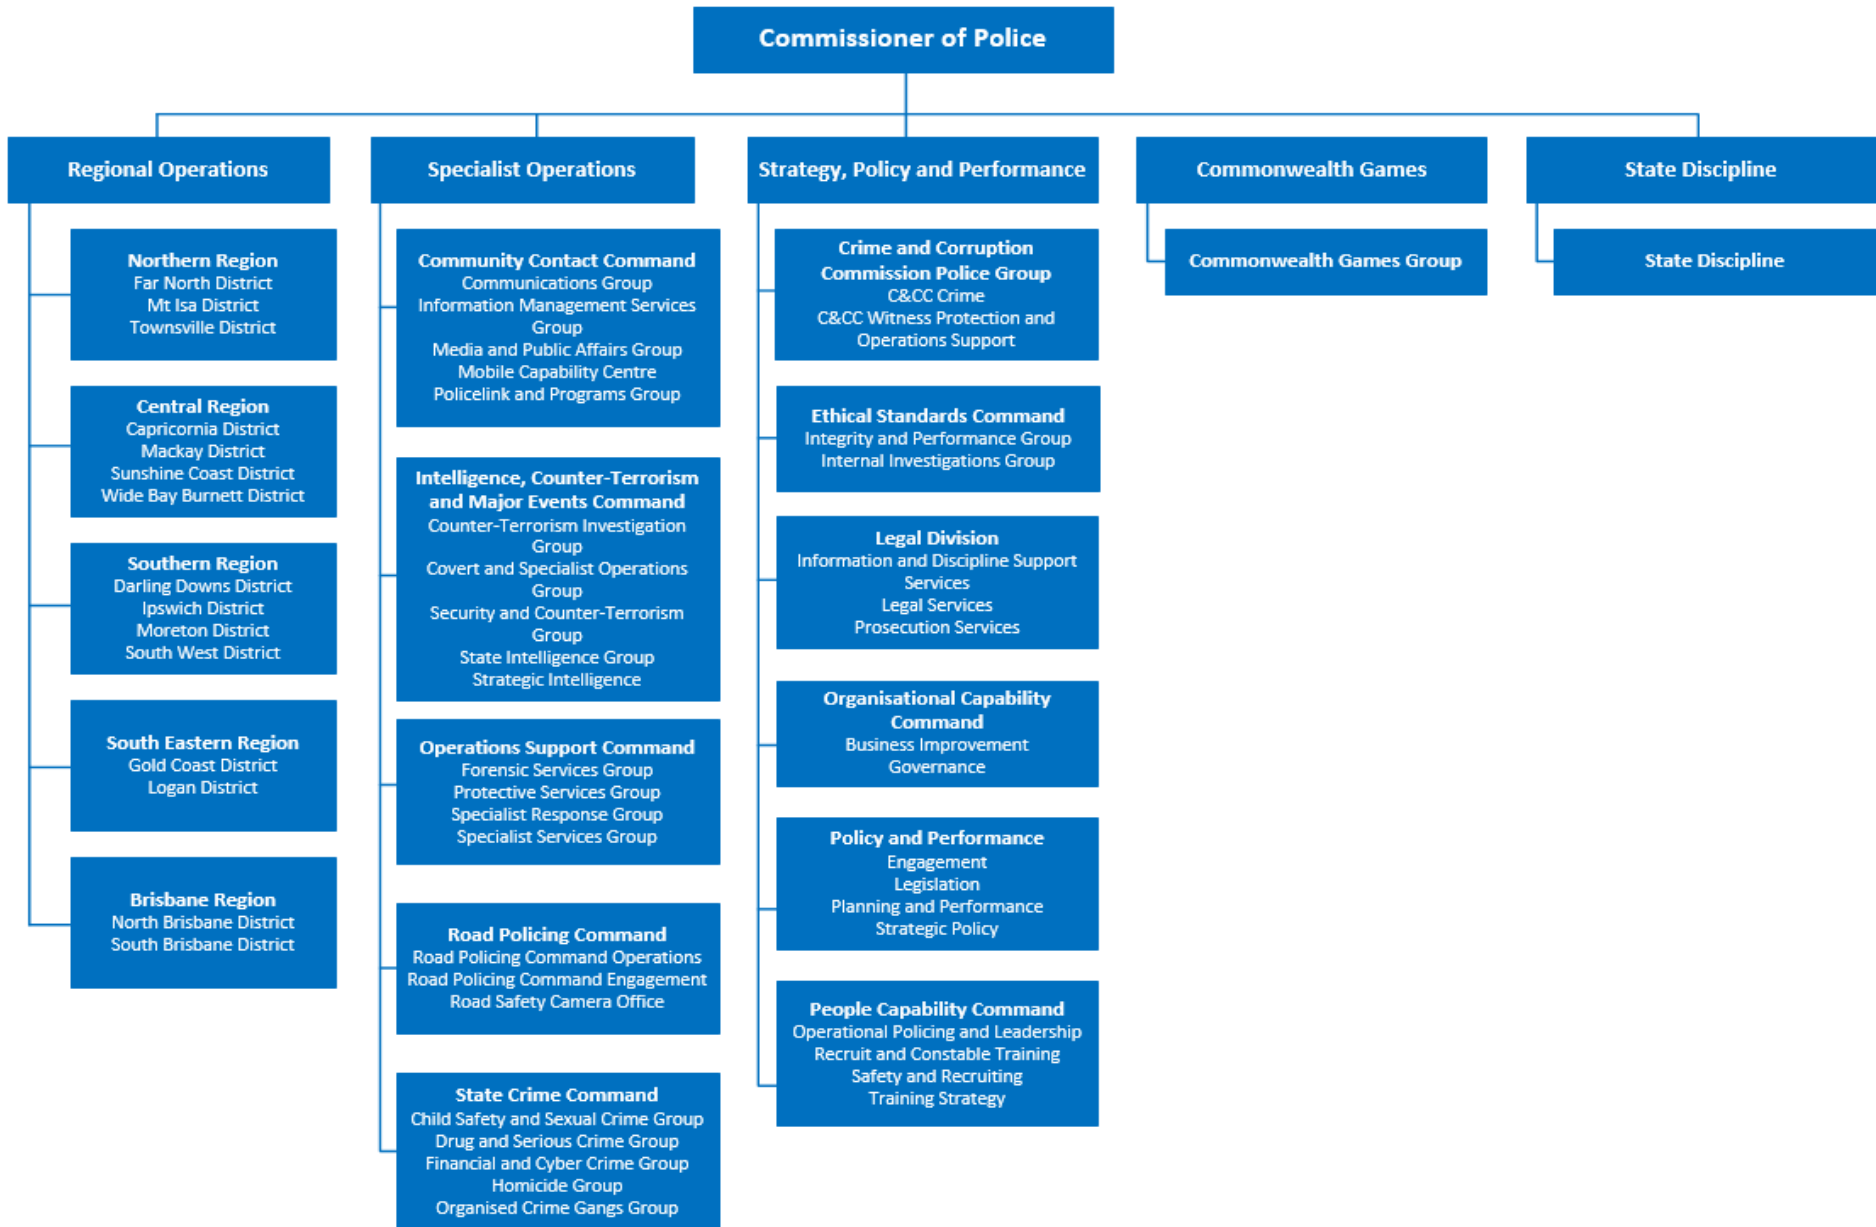 Commissioner of Police
Regional Operations
Northern Region
Far North District
Mt Isa District
Townsville District
Central Region
Capricornia District
Mackay District
Sunshine Coast District
Wide Bay Burnett District
Southern Region
Darling Downs District
Ipswich District
Moreton District
South West District
South Eastern Region
Gold Coast District
Logan District
Brisbane Region
North Brisbane District
South Brisbane District
Specialist Operations
Community Contact Command
Communications Group
Information Management Services
Group
Media and Public Affairs Group
Mobile Capability Centre
Policelink and Programs Group
Intelligence, Counter-Terrorism
and Major Events Command
Counter-Terrorism Investigation
Group
Covert and Specialist Operations
Group
Security and Counter-Terrorism
Group
State Intelligence Group
Strategic Intelligence
Operations Support Command
Forensic Services Group
Protective Services Group
Specialist Response Group
Specialist Services Group
Road Policing Command
Road Policing Command Operations
Road Policing Command Engagement
Road Safety Camera Office
State Crime Command
Child Safety and Sexual Crime Group
Drug and Serious Crime Group
Financial and Cyber Crime Group
Homicide Group
Organised Crime Gangs Group
Strategy, Policy and Performance
Crime and Corruption
Commission Police Group
C&CC Crime
C&CC Witness Protection and
Operations Support
Ethical Standards Command
Integrity and Performance Group
Internal Investigations Group
Legal Division
Information and Discipline Support
Services
Legal Services
Prosecution Services
Organisational Capability
Command
Business Improvement
Governance
Policy and Performance
Engagement
Legislation
Planning and Performance
Strategic Policy
People Capability Command
Operational Policing and Leadership
Recruit and Constable Training
Safety and Recruiting
Training Strategy
Commonwealth Games
Commonwealth Games Group
State Discipline
State Discipline